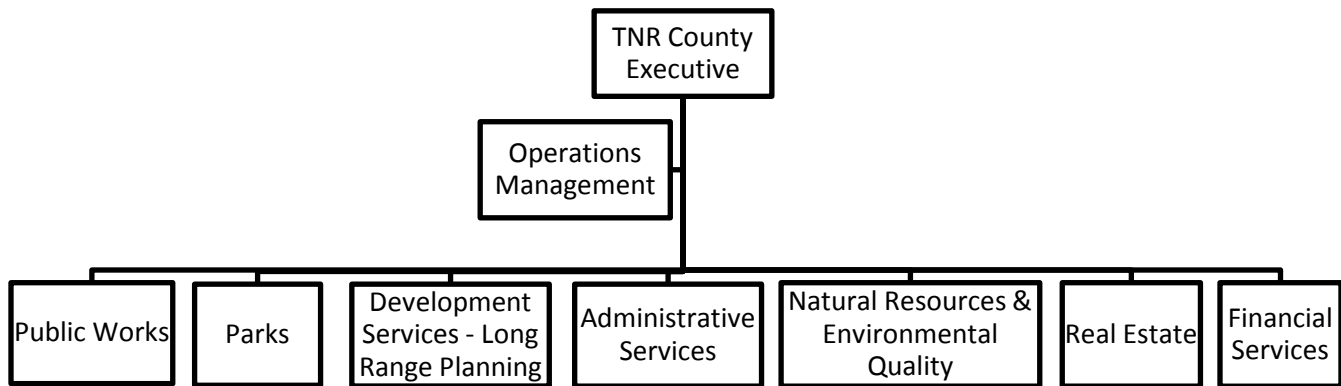 TNR County
Executive
Operations
Management
Public Works
Parks
Development
Services - Long
Range Planning
Administrative
Services
Natural Resources &
Environmental
Quality
Real Estate
Financial
Services